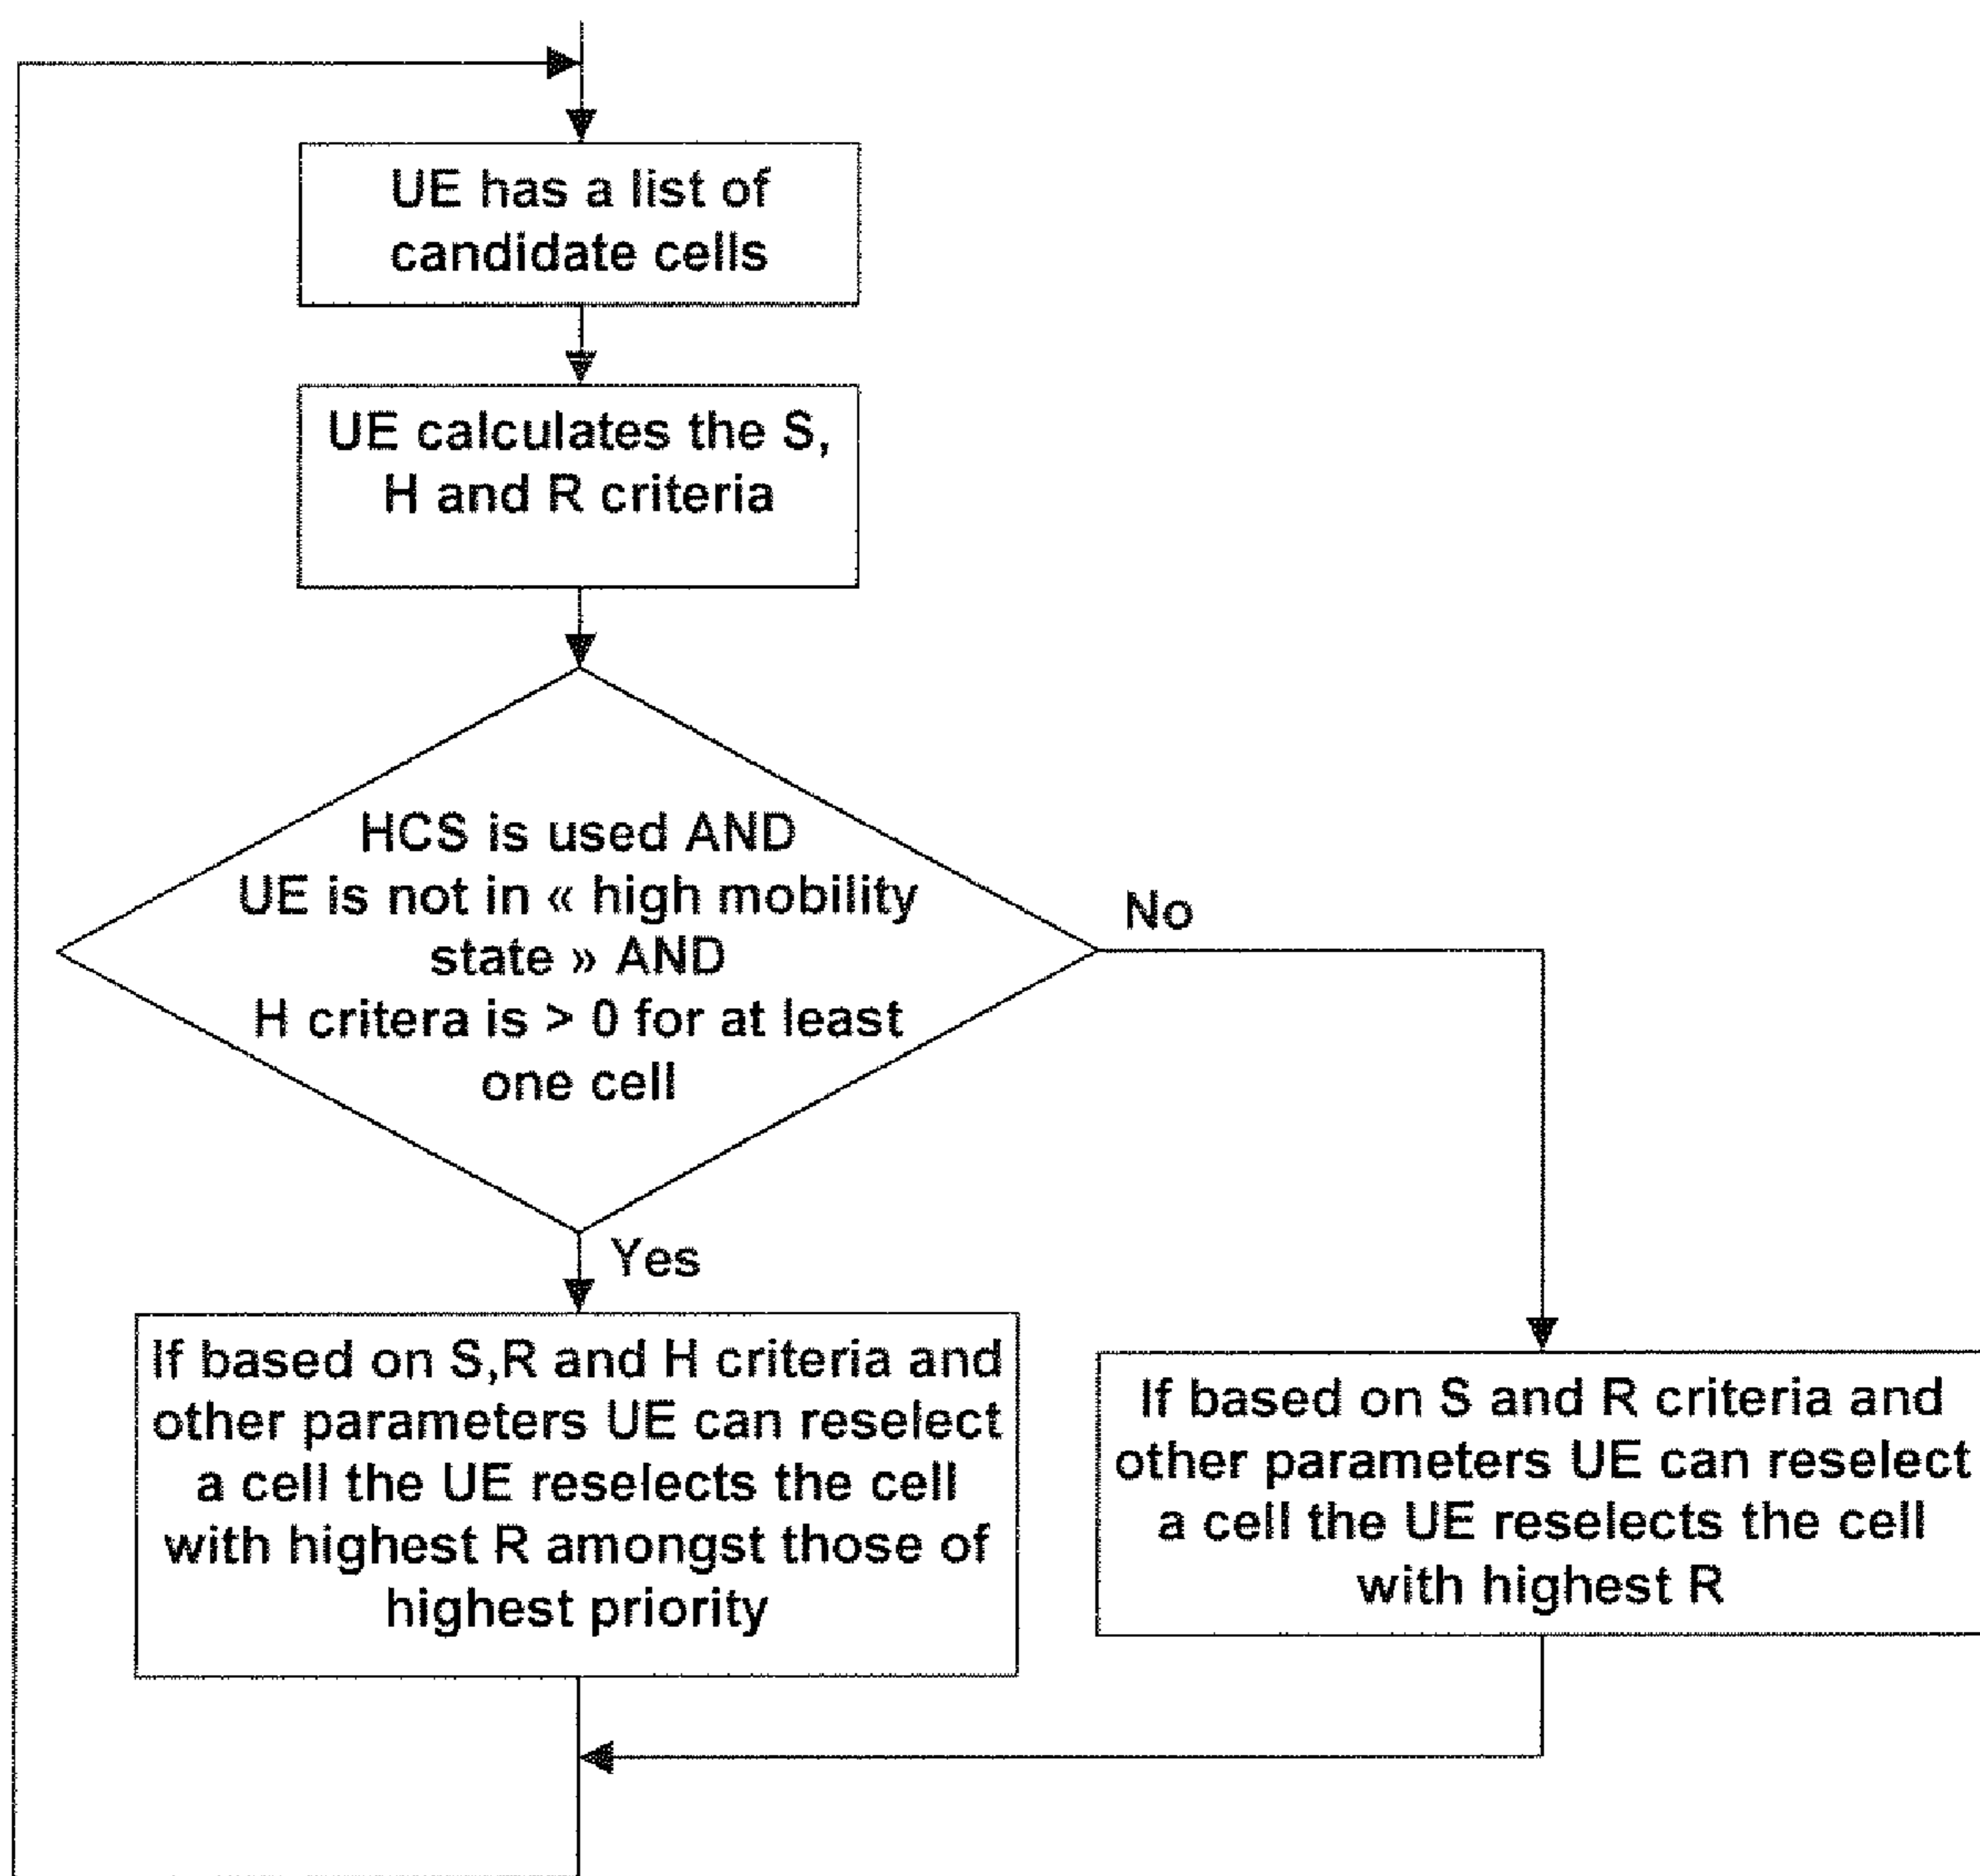 UE has a list of
candidate cells
UE calculates the S,
H and R criteria
HCS is used AND
UE is not in « high mobility
state » AND
H critera is > 0 for at least
one cell
No
Yes
If based on S,R and H criteria and
other parameters UE can reselect
a cell the UE reselects the cell
with highest R amongst those of
highest priority
If based on S and R criteria and
other parameters UE can reselect
a cell the UE reselects the cell
with highest R